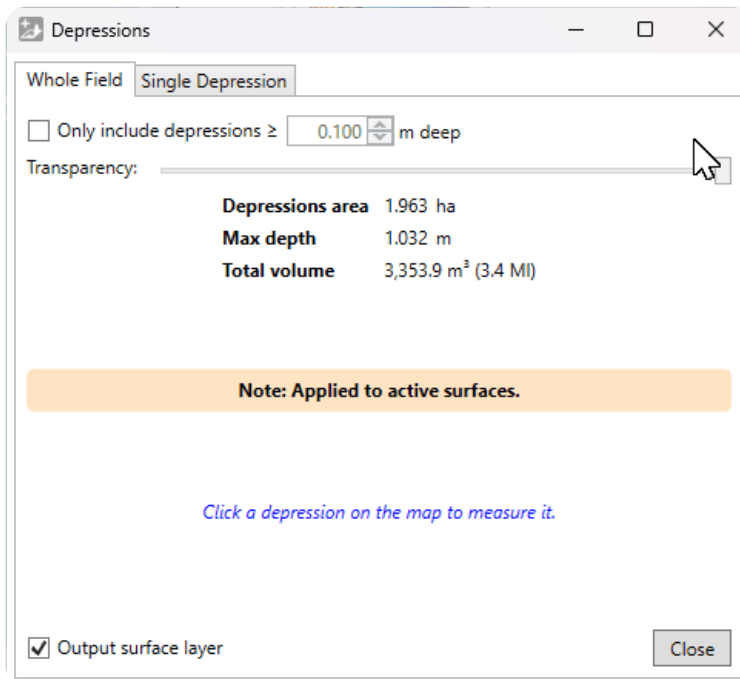 Depressions
Whole Field Single Depression
Only include depressions ≥ 0.100 m deep
Transparency:
Depressions area 1.963 ha
Max depth 1.032 m
Total volume 3,353.9 m³ (3.4 Ml)
Note: Applied to active surfaces.
Click a depression on the map to measure it.
Output surface layer Close